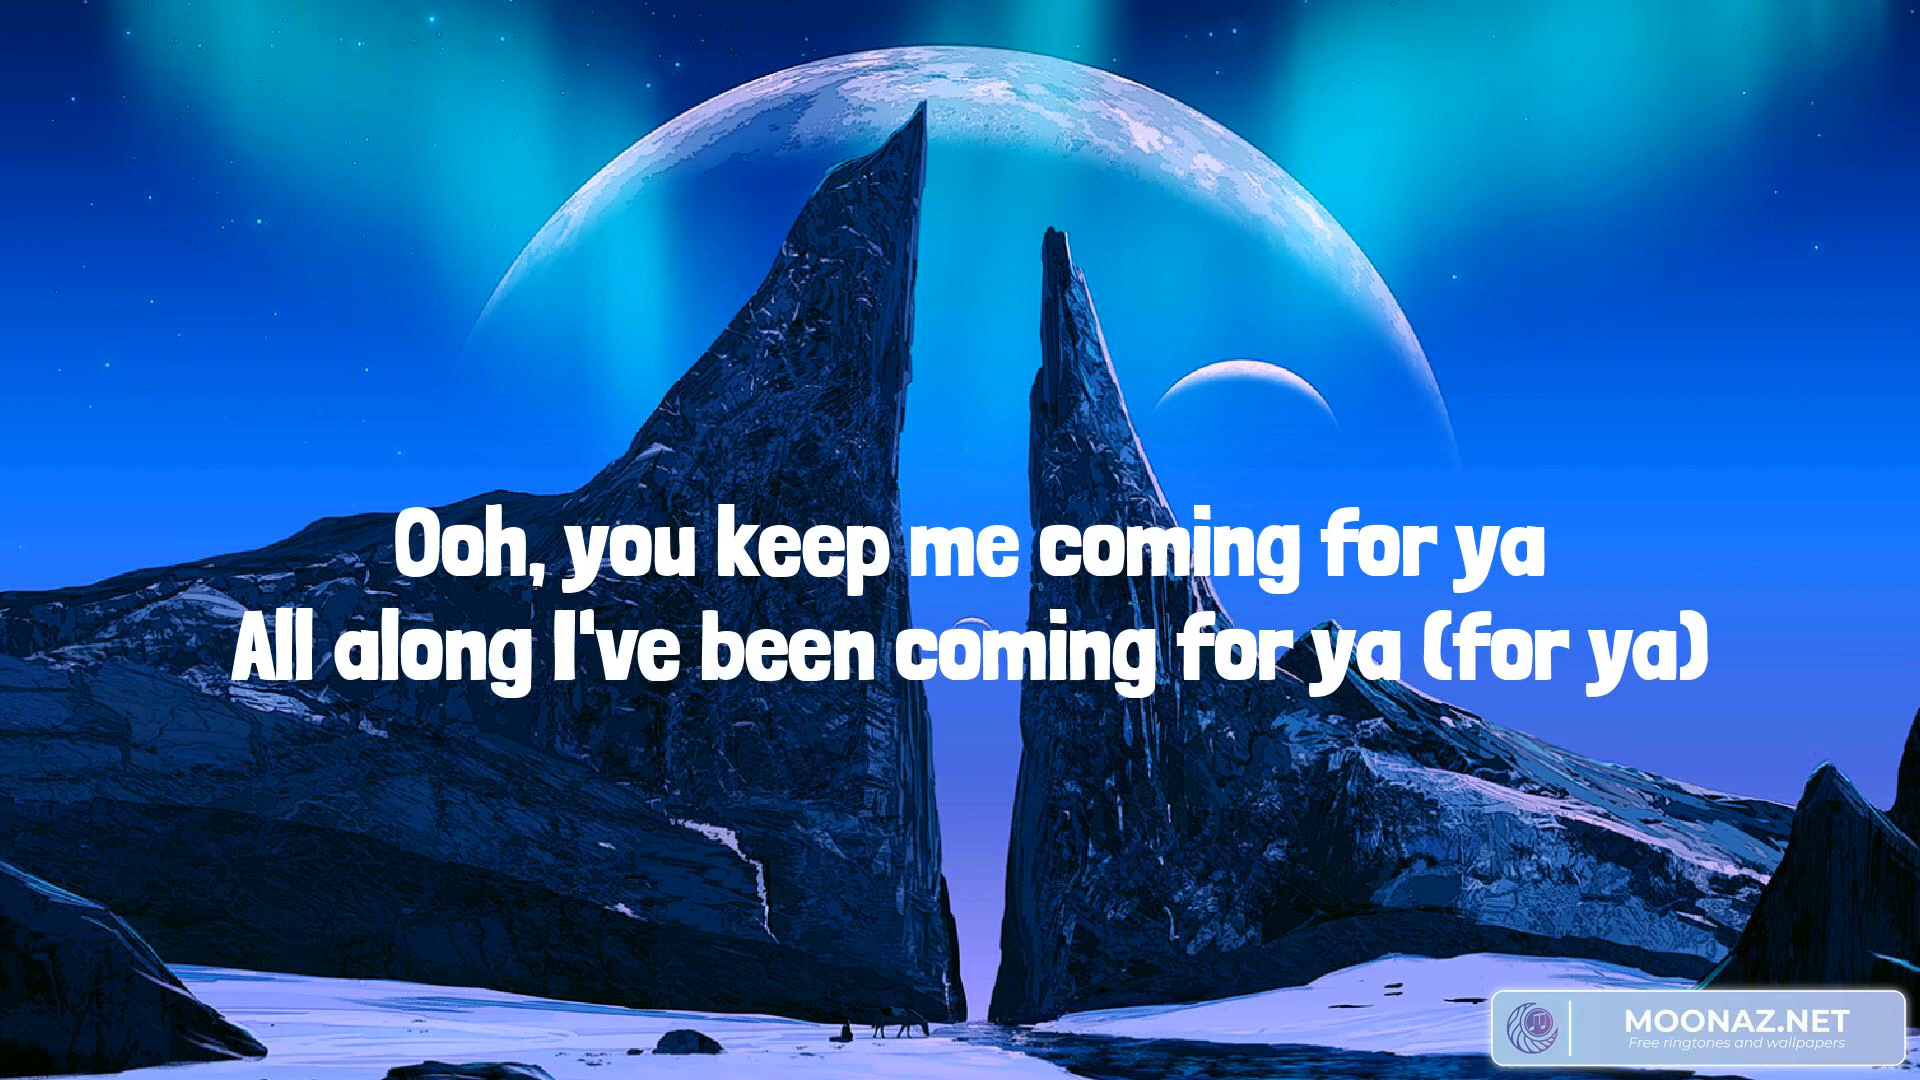 Ooh, you keep me coming for ya
All along I've been coming for ya (for ya)
MOONAZ.NET
Free ringtones and wallpapers